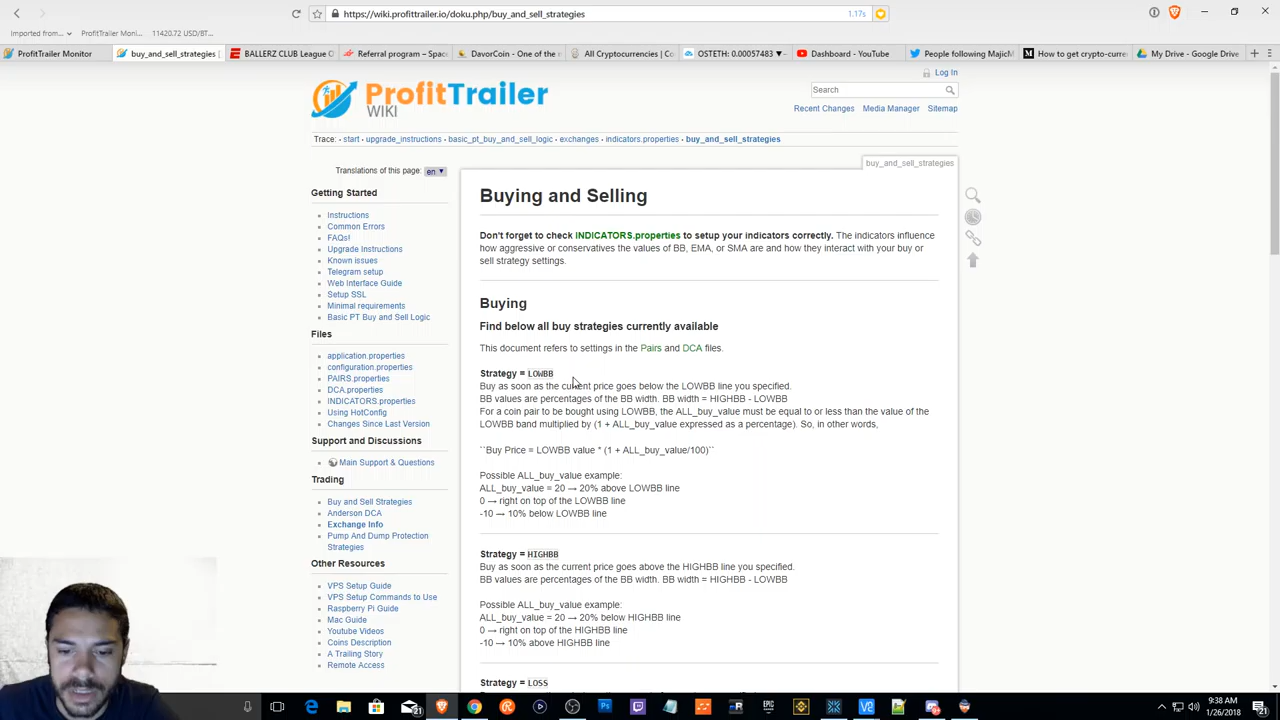 https://wiki.profittrailer.io/doku.php/buy_and_sell_strategies
1.17s
Imported from...
ProfitTrailer Moni...
11420.72 USD/BT...
ProfitTrailer Monitor
buy_and_sell_strategies
BALLERZ CLUB League O
Referral program – Spac
DavorCoin - One of the m
All Cryptocurrencies | Co
OSTETH: 0.00057483 ▼–
Dashboard - YouTube
People following MajicM
How to get crypto-curre
My Drive - Google Drive
Log In
ProfitTrailer
WIKI
Search
Recent Changes
Media Manager
Sitemap
Trace: • start • upgrade_instructions • basic_pt_buy_and_sell_logic • exchanges • indicators.properties • buy_and_sell_strategies
buy_and_sell_strategies
Translations of this page: en
Getting Started
Instructions
Common Errors
FAQs!
Upgrade Instructions
Known issues
Telegram setup
Web Interface Guide
Setup SSL
Minimal requirements
Basic PT Buy and Sell Logic
Files
application.properties
configuration.properties
PAIRS.properties
DCA.properties
INDICATORS.properties
Using HotConfig
Changes Since Last Version
Support and Discussions
Main Support & Questions
Trading
Buy and Sell Strategies
Anderson DCA
Exchange Info
Pump And Dump Protection
Strategies
Other Resources
VPS Setup Guide
VPS Setup Commands to Use
Raspberry Pi Guide
Mac Guide
Youtube Videos
Coins Description
A Trailing Story
Remote Access
Buying and Selling
Don't forget to check INDICATORS.properties to setup your indicators correctly. The indicators influence
how aggressive or conservatives the values of BB, EMA, or SMA are and how they interact with your buy or
sell strategy settings.
Buying
Find below all buy strategies currently available
This document refers to settings in the Pairs and DCA files.
Strategy = LOWBB
Buy as soon as the current price goes below the LOWBB line you specified.
BB values are percentages of the BB width. BB width = HIGHBB - LOWBB
For a coin pair to be bought using LOWBB, the ALL_buy_value must be equal to or less than the value of the
LOWBB band multiplied by (1 + ALL_buy_value expressed as a percentage). So, in other words,
``Buy Price = LOWBB value * (1 + ALL_buy_value/100)``
Possible ALL_buy_value example:
ALL_buy_value = 20 → 20% above LOWBB line
0 → right on top of the LOWBB line
-10 → 10% below LOWBB line
Strategy = HIGHBB
Buy as soon as the current price goes above the HIGHBB line you specified.
BB values are percentages of the BB width. BB width = HIGHBB - LOWBB
Possible ALL_buy_value example:
ALL_buy_value = 20 → 20% below HIGHBB line
0 → right on top of the HIGHBB line
-10 → 10% above HIGHBB line
Strategy = LOSS
9:38 AM
1/26/2018